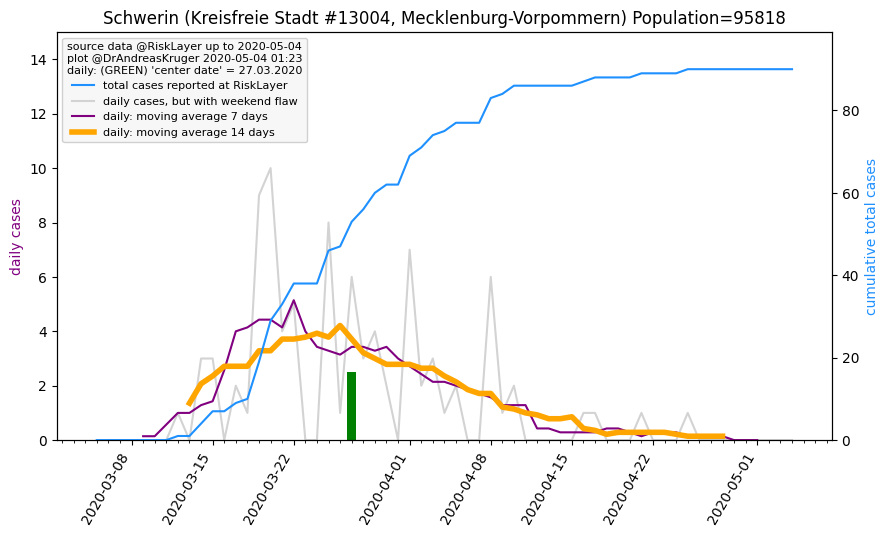 Schwerin (Kreisfreie Stadt #13004, Mecklenburg-Vorpommern) Population=95818
source data @RiskLayer up to 2020-05-04
plot @DrAndreasKruger 2020-05-04 01:23
daily: (GREEN) 'center date' = 27.03.2020
total cases reported at RiskLayer
daily cases, but with weekend flaw
daily: moving average 7 days
daily: moving average 14 days
daily cases
14
12
10
8
6
4
2
0
80
60
40
20
0
cumulative total cases
2020-03-08
2020-03-15
2020-03-22
2020-04-01
2020-04-08
2020-04-15
2020-04-22
2020-05-01